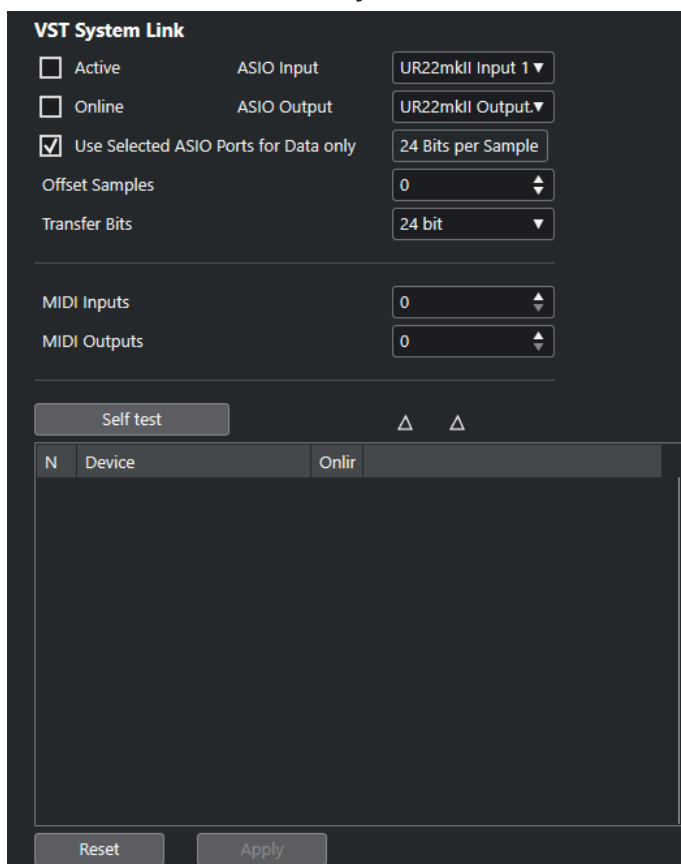 VST System Link
Active ASIO Input UR22mkII Input 1
Online ASIO Output UR22mkII Output.
Use Selected ASIO Ports for Data only 24 Bits per Sample
Offset Samples 0
Transfer Bits 24 bit
MIDI Inputs 0
MIDI Outputs 0
Self test
N Device Onlir
Reset Apply